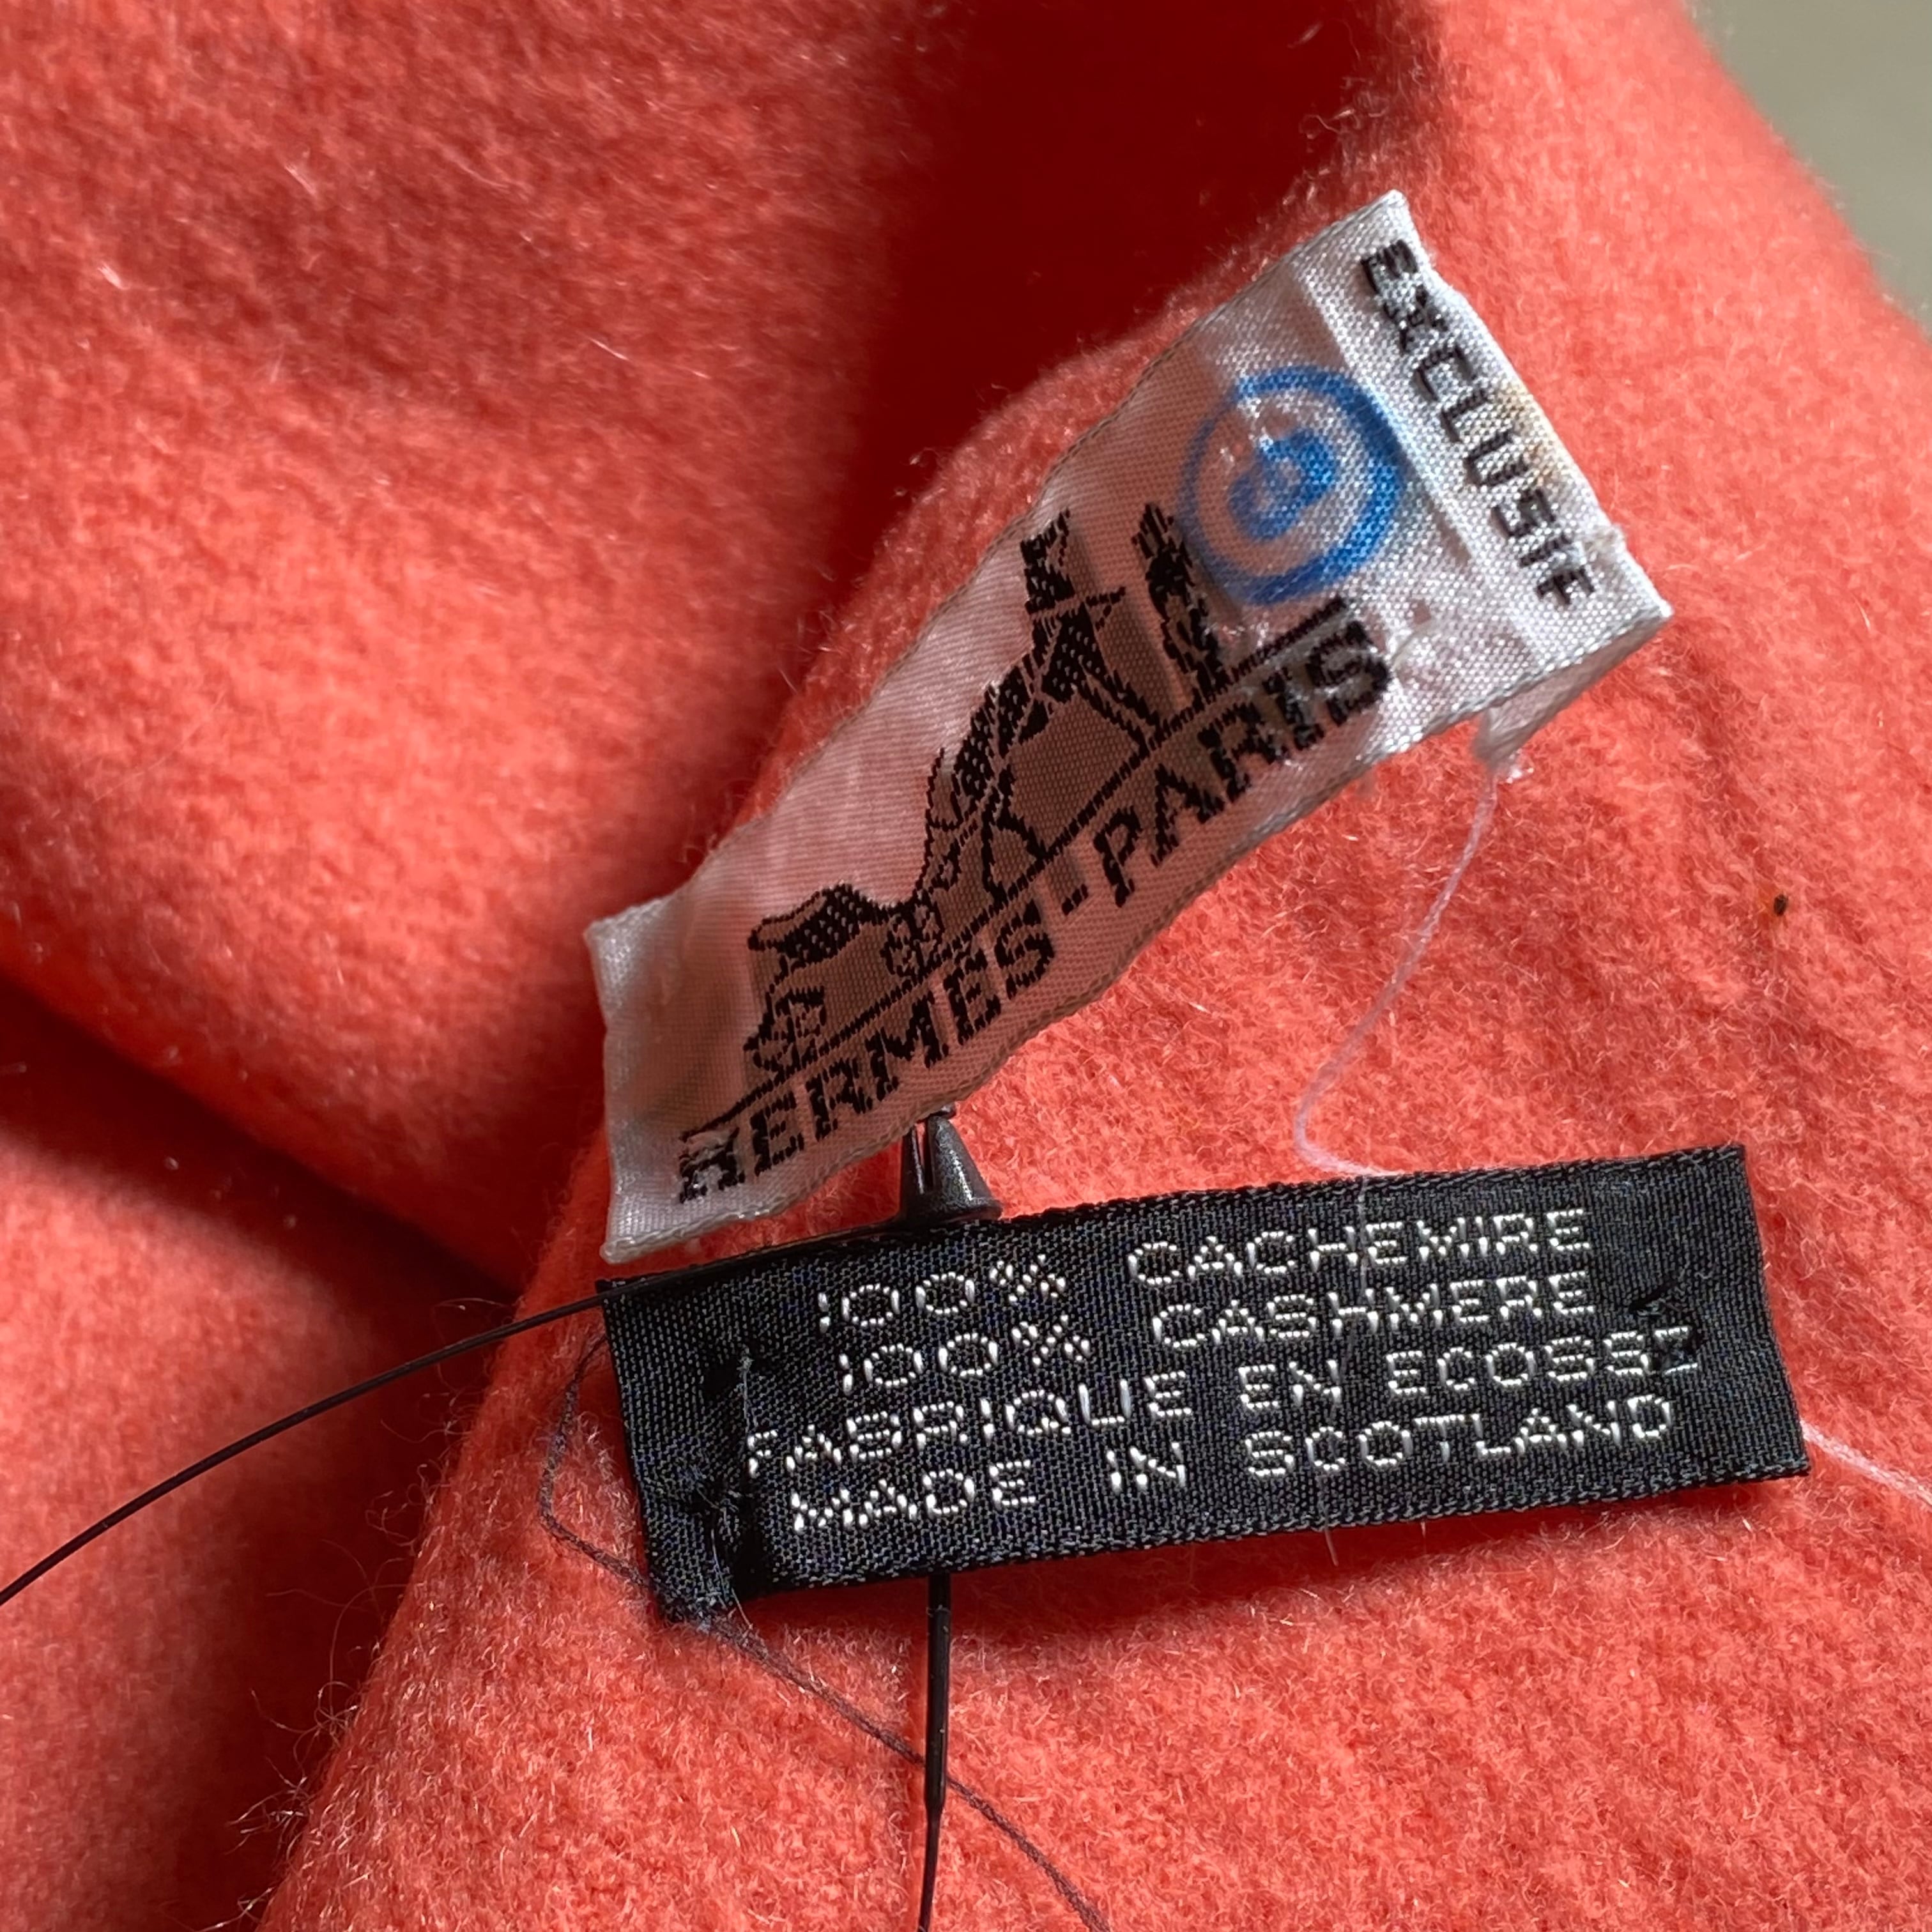 EXCLUSIF
HERMES-PARIS
100% CACHEMIRE
100% CASHMERE
FABRIQUE EN ECOSSE
MADE IN SCOTLAND